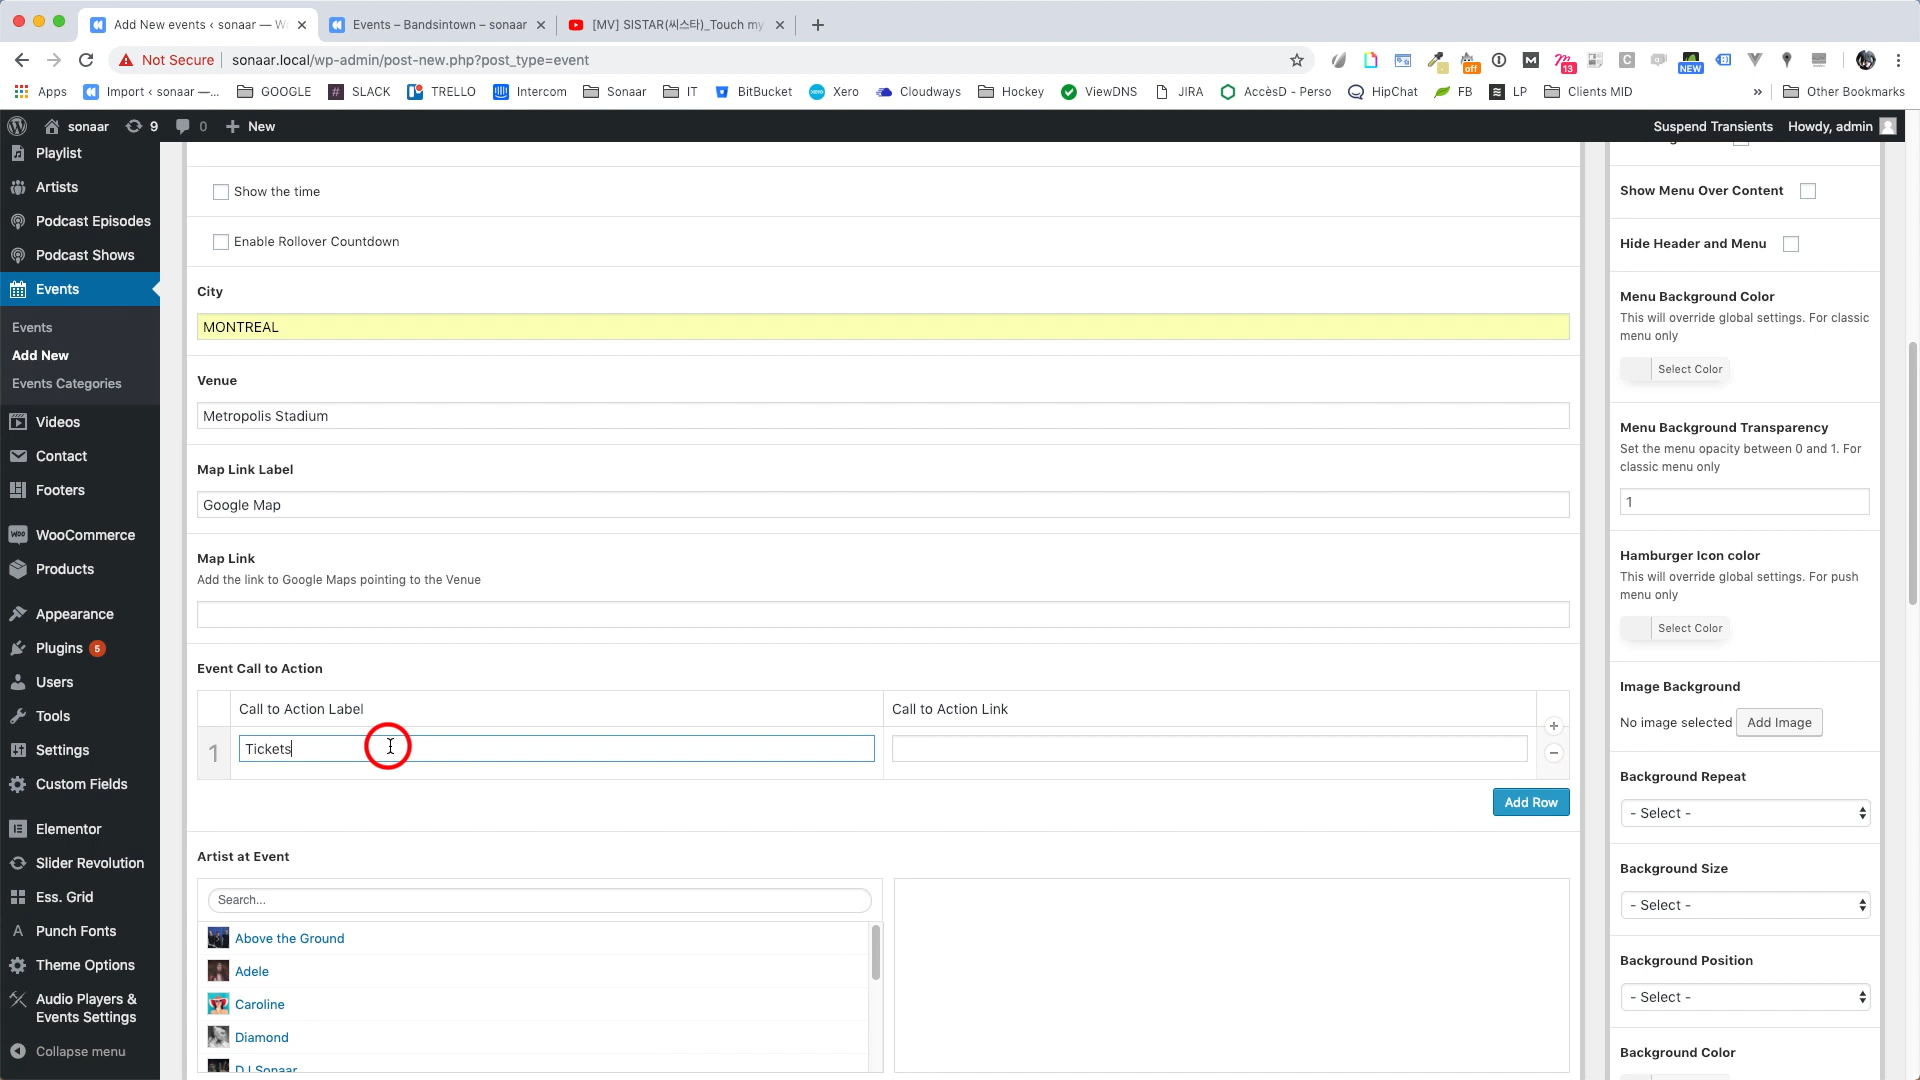 Add New events ‹ sonaar — W
Events – Bandsintown – sonaar
[MV] SISTAR(씨스타)_Touch my
Not Secure
sonaar.local/wp-admin/post-new.php?post_type=event
off
13
NEW
Apps
Import ‹ sonaar —...
GOOGLE
SLACK
TRELLO
Intercom
Sonaar
IT
BitBucket
Xero
Cloudways
Hockey
ViewDNS
JIRA
AccèsD - Perso
HipChat
FB
LP
Clients MID
»
Other Bookmarks
sonaar
9
0
New
Suspend Transients
Howdy, admin
Playlist
Artists
Podcast Episodes
Podcast Shows
Events
Events
Add New
Events Categories
Videos
Contact
Footers
WooCommerce
Products
Appearance
Plugins 5
Users
Tools
Settings
Custom Fields
Elementor
Slider Revolution
Ess. Grid
Punch Fonts
Theme Options
Audio Players &
Events Settings
Collapse menu
Show the time
Enable Rollover Countdown
City
MONTREAL
Venue
Metropolis Stadium
Map Link Label
Google Map
Map Link
Add the link to Google Maps pointing to the Venue
Event Call to Action
Call to Action Label
Call to Action Link
1
Tickets
Add Row
Artist at Event
Search...
Above the Ground
Adele
Caroline
Diamond
DJ Sonaar
Show Menu Over Content
Hide Header and Menu
Menu Background Color
This will override global settings. For classic
menu only
Select Color
Menu Background Transparency
Set the menu opacity between 0 and 1. For
classic menu only
1
Hamburger Icon color
This will override global settings. For push
menu only
Select Color
Image Background
No image selected
Add Image
Background Repeat
- Select -
Background Size
- Select -
Background Position
- Select -
Background Color